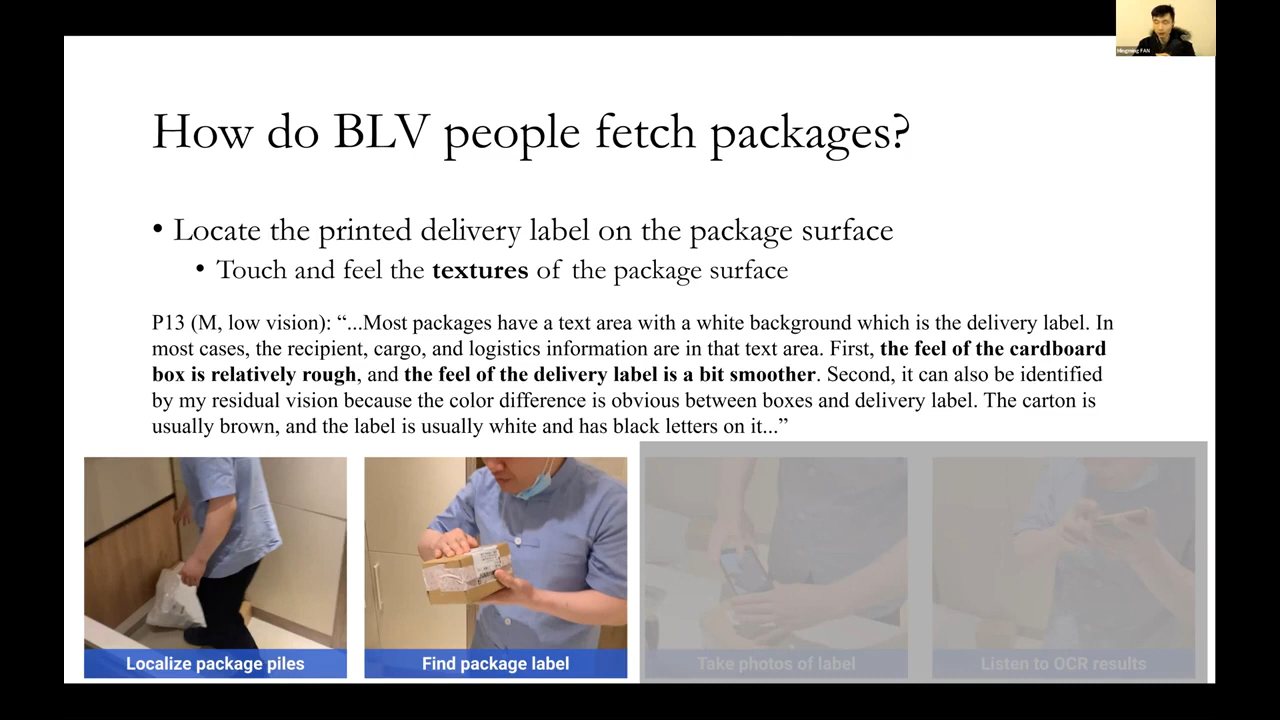 Mingming FAN
How do BLV people fetch packages?
• Locate the printed delivery label on the package surface
• Touch and feel the textures of the package surface
P13 (M, low vision): “...Most packages have a text area with a white background which is the delivery label. In
most cases, the recipient, cargo, and logistics information are in that text area. First, the feel of the cardboard
box is relatively rough, and the feel of the delivery label is a bit smoother. Second, it can also be identified
by my residual vision because the color difference is obvious between boxes and delivery label. The carton is
usually brown, and the label is usually white and has black letters on it...”
Localize package piles
Find package label
Take photos of label
Listen to OCR results